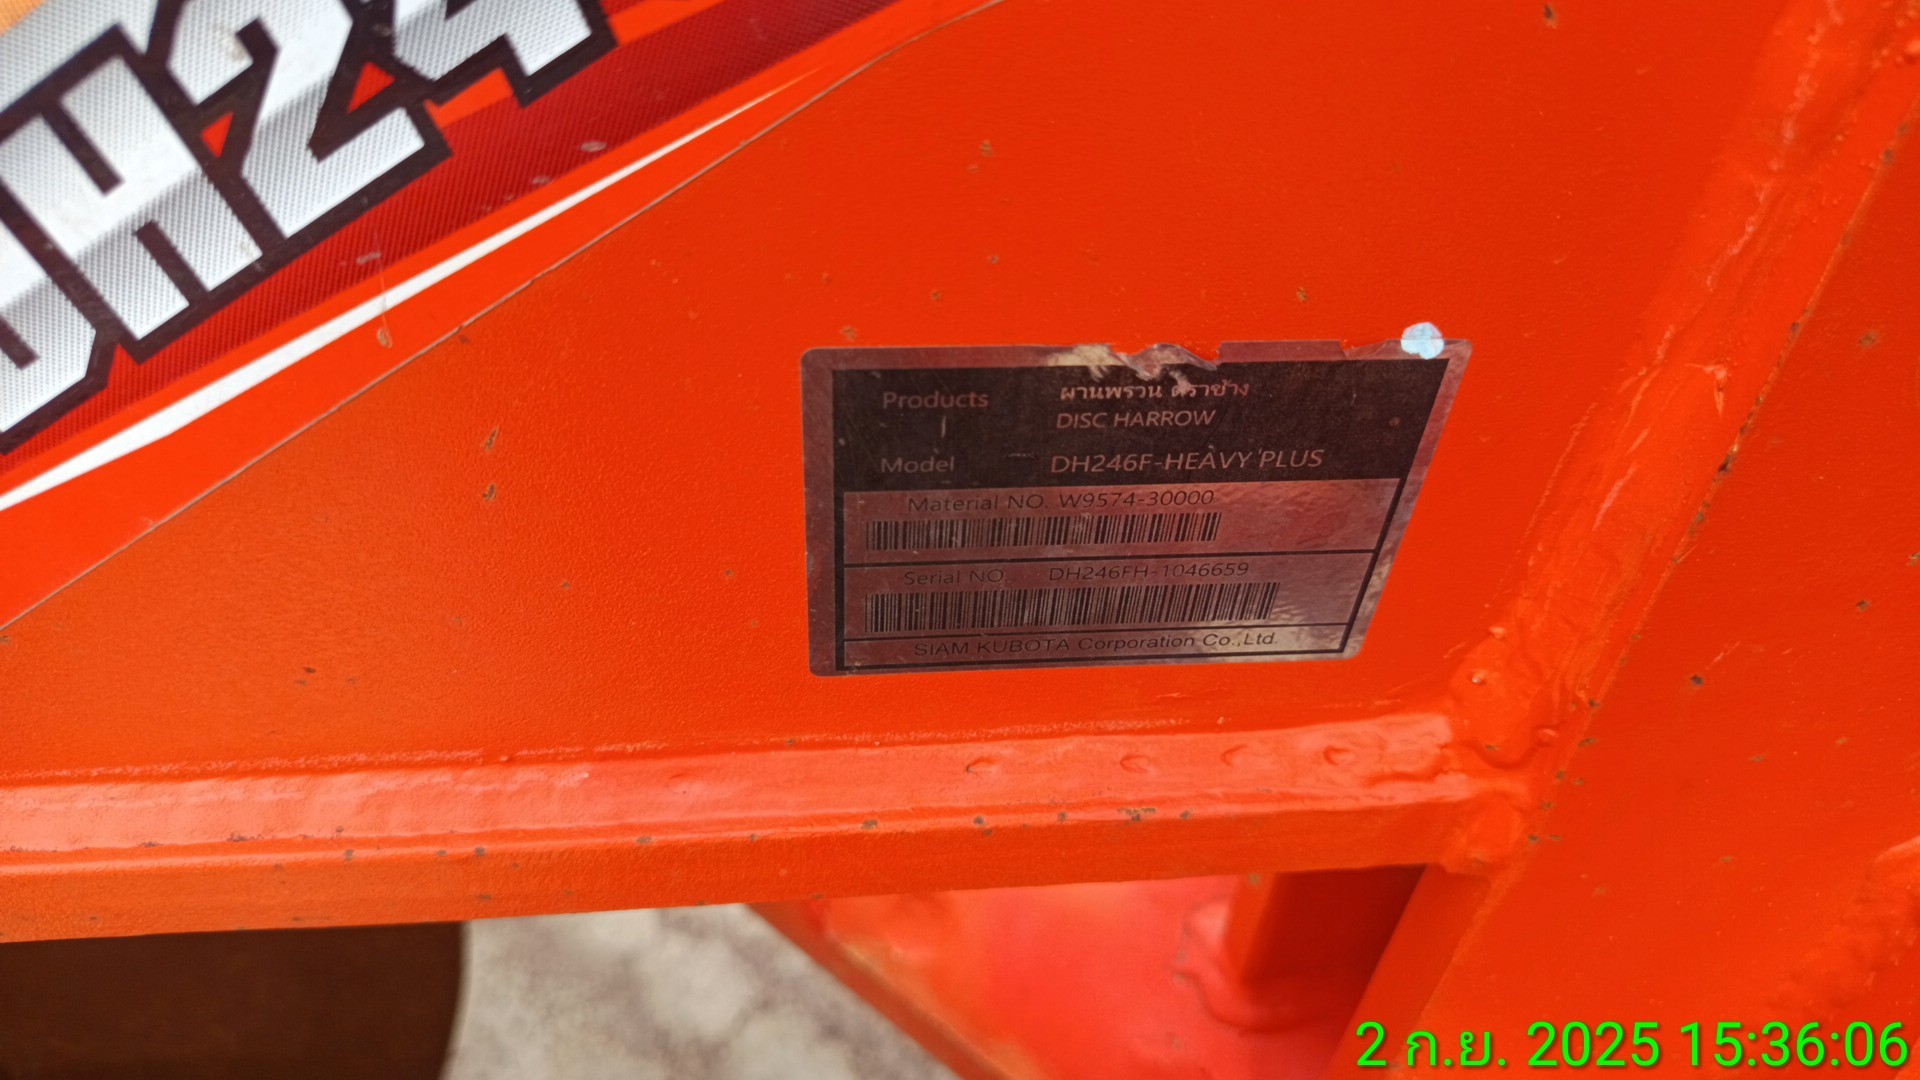 DH24
Products ผานพรวน ตราช้าง
DISC HARROW
Model DH246F-HEAVY PLUS
Material NO. W9574-30000
Serial NO. DH246FH-1046659
SIAM KUBOTA Corporation Co.,Ltd.
2 ก.ย. 2025 15:36:06